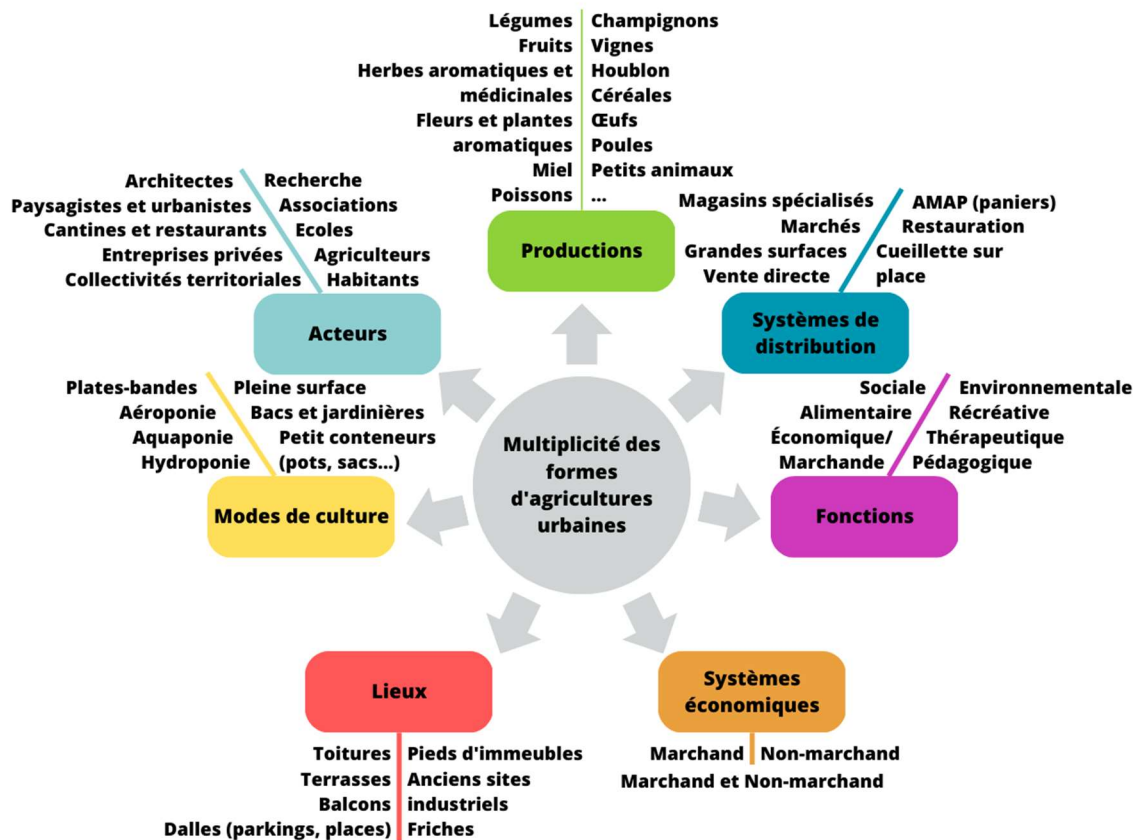 Légumes
Fruits
Herbes aromatiques et
médicinales
Fleurs et plantes
aromatiques
Miel
Poissons
Champignons
Vignes
Houblon
Céréales
Œufs
Poules
Petits animaux
...
Productions
Architectes
Paysagistes et urbanistes
Cantines et restaurants
Entreprises privées
Collectivités territoriales
Recherche
Associations
Ecoles
Agriculteurs
Habitants
Acteurs
Magasins spécialisés
Marchés
Grandes surfaces
Vente directe
AMAP (paniers)
Restauration
Cueillette sur
place
Systèmes de
distribution
Plates-bandes
Aéroponie
Aquaponie
Hydroponie
Pleine surface
Bacs et jardinières
Petit conteneurs
(pots, sacs...)
Modes de culture
Multiplicité des
formes
d'agricultures
urbaines
Sociale
Alimentaire
Économique/
Marchande
Environnementale
Récréative
Thérapeutique
Pédagogique
Fonctions
Lieux
Toitures
Terrasses
Balcons
Dalles (parkings, places)
Pieds d'immeubles
Anciens sites
industriels
Friches
Systèmes
économiques
Marchand
Non-marchand
Marchand et Non-marchand